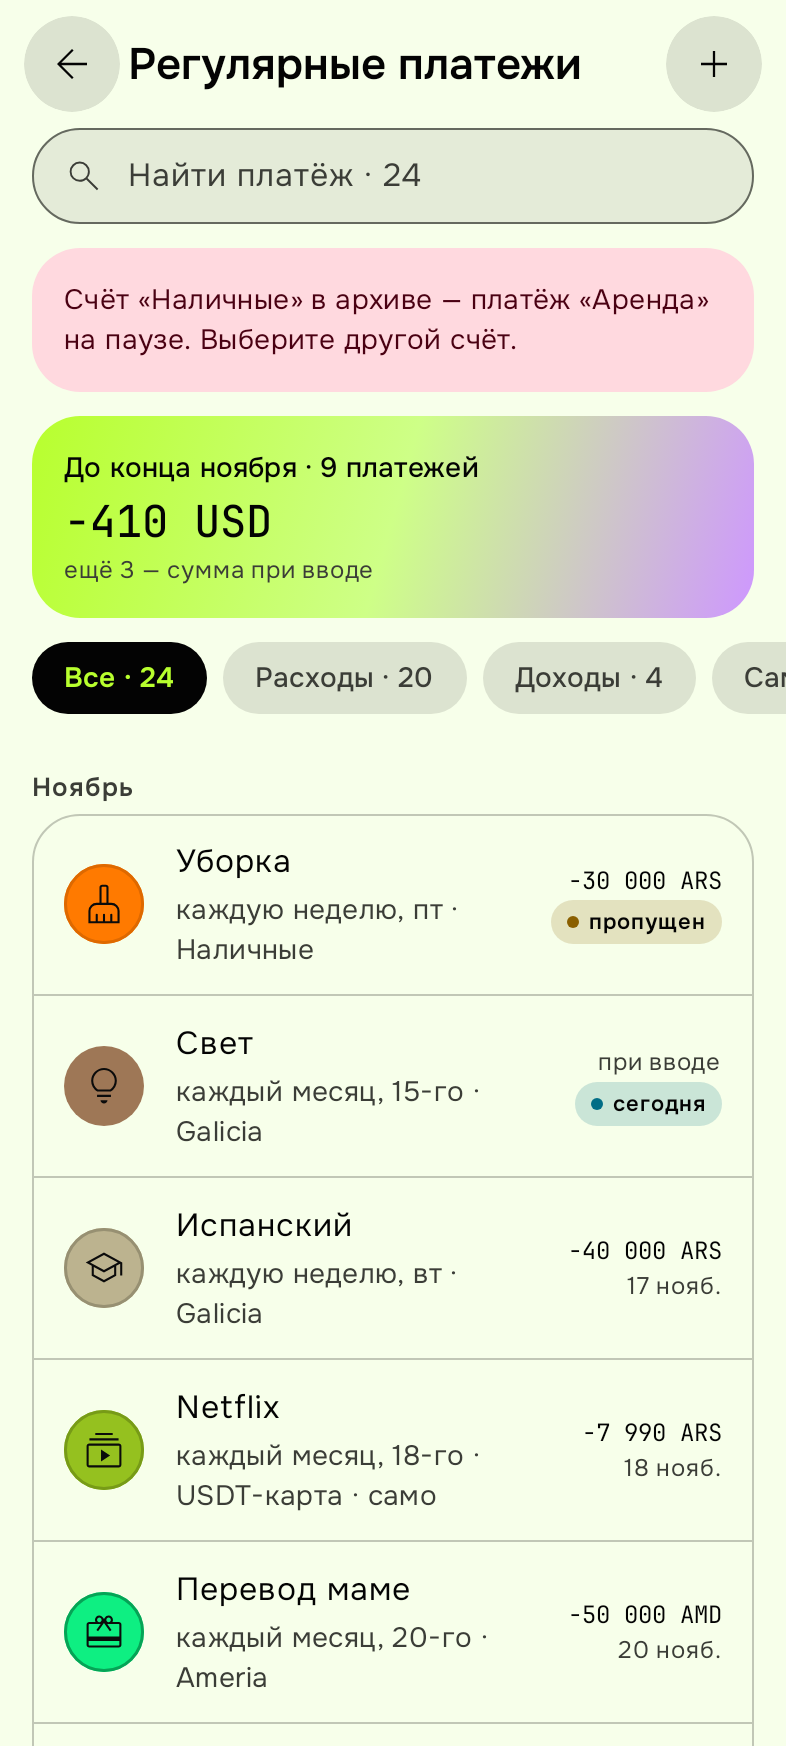 Регулярные платежи
Найти платёж · 24
Счёт «Наличные» в архиве — платёж «Аренда»
на паузе. Выберите другой счёт.
До конца ноября · 9 платежей
-410 USD
ещё 3 — сумма при вводе
Все · 24
Расходы · 20
Доходы · 4
Сам
Ноябрь
Уборка
каждую неделю, пт ·
Наличные
-30 000 ARS
пропущен
Свет
каждый месяц, 15-го ·
Galicia
при вводе
сегодня
Испанский
каждую неделю, вт ·
Galicia
-40 000 ARS
17 нояб.
Netflix
каждый месяц, 18-го ·
USDT-карта · само
-7 990 ARS
18 нояб.
Перевод маме
каждый месяц, 20-го ·
Ameria
-50 000 AMD
20 нояб.